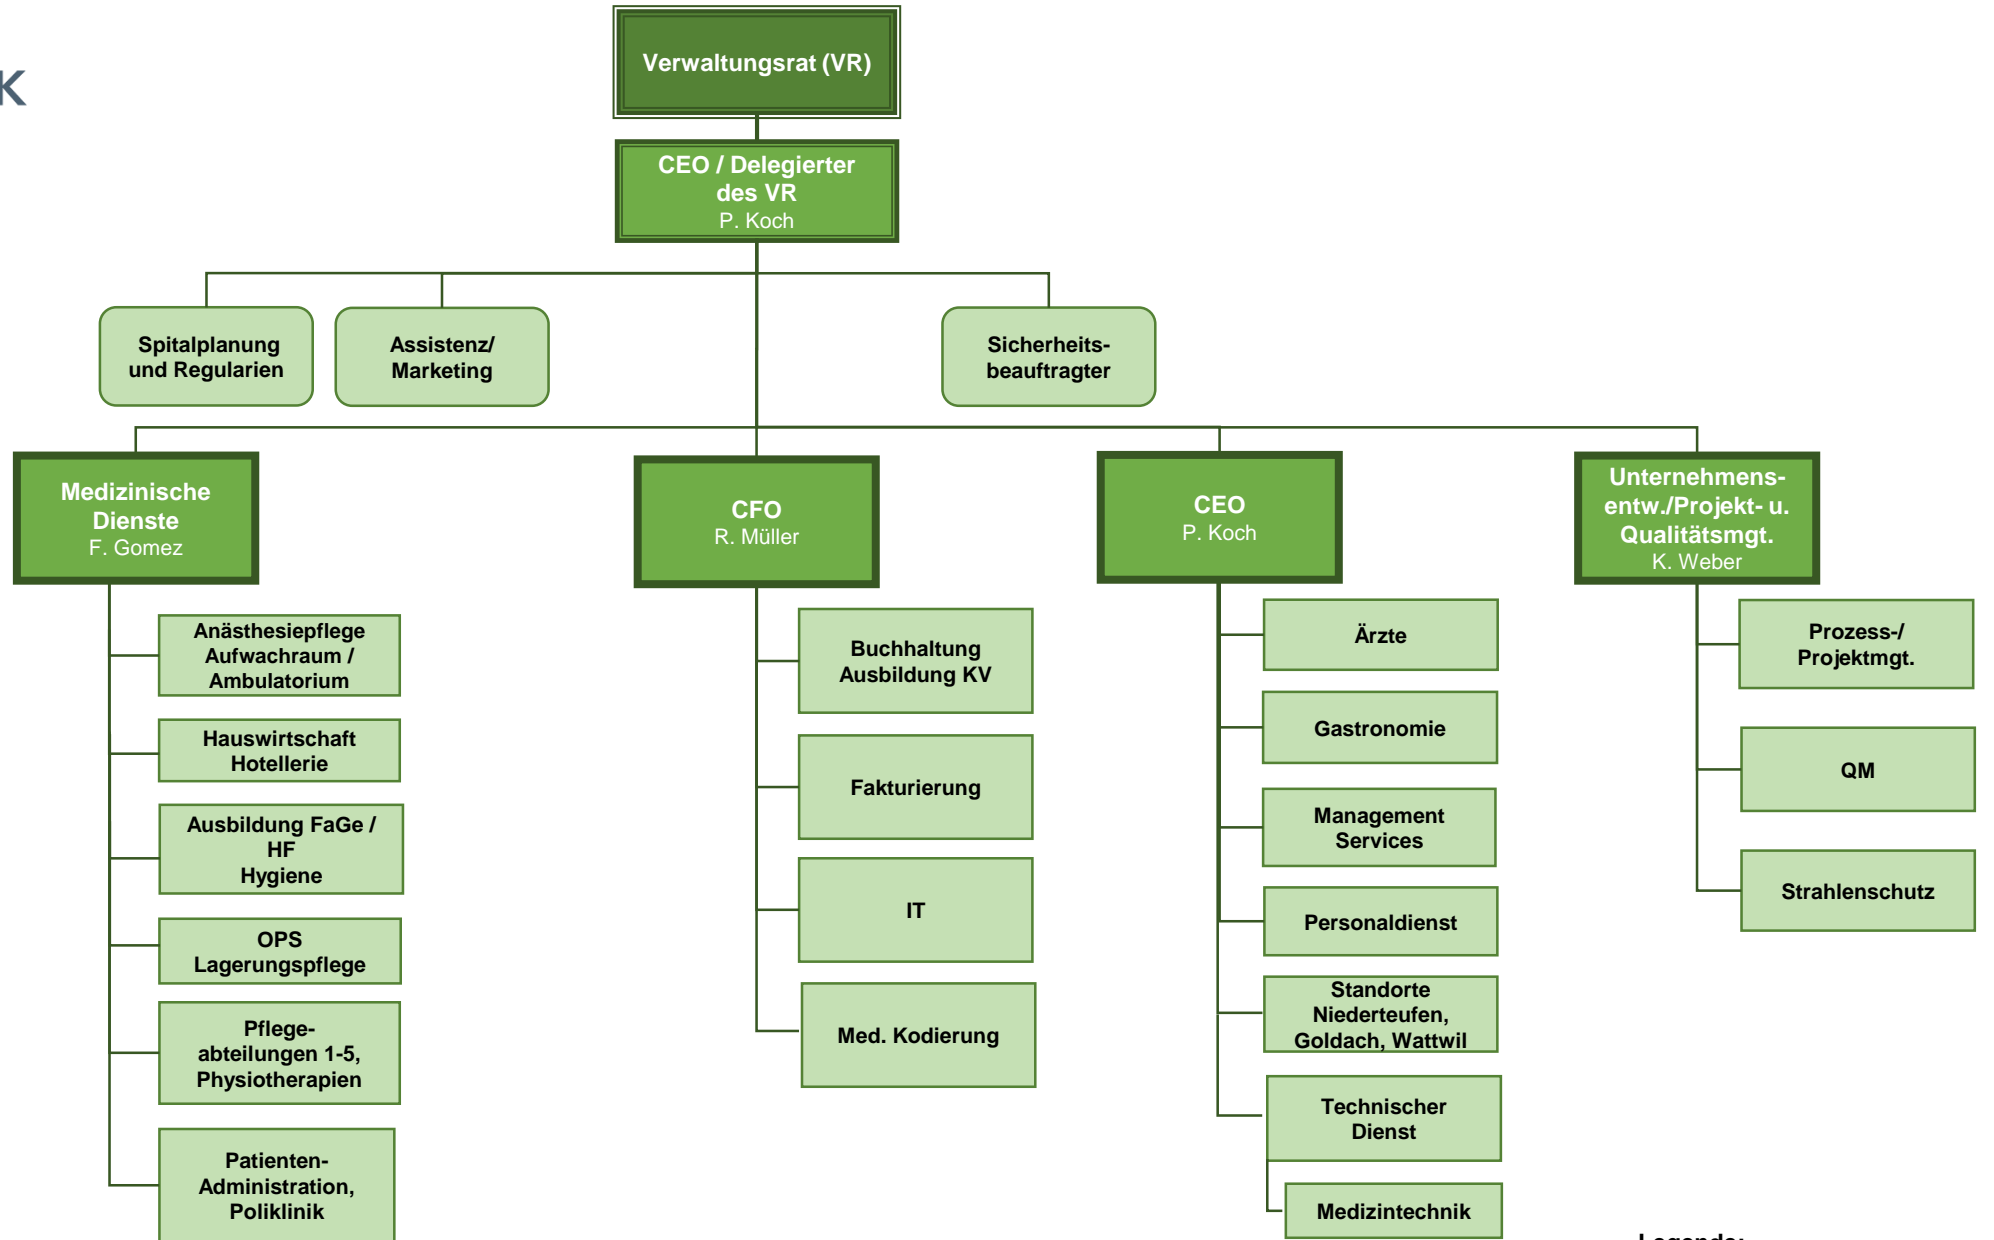 K
Verwaltungsrat (VR)
CEO / Delegierter
des VR
P. Koch
Spitalplanung
und Regularien
Assistenz/
Marketing
Sicherheits-
beauftragter
Medizinische
Dienste
F. Gomez
CFO
R. Müller
CEO
P. Koch
Unternehmens-
entw./Projekt- u.
Qualitätsmgt.
K. Weber
Anästhesiepflege
Aufwachraum /
Ambulatorium
Hauswirtschaft
Hotellerie
Ausbildung FaGe /
HF
Hygiene
OPS
Lagerungspflege
Pflege-
abteilungen 1-5,
Physiotherapien
Patienten-
Administration,
Poliklinik
Buchhaltung
Ausbildung KV
Fakturierung
IT
Med. Kodierung
Ärzte
Gastronomie
Management
Services
Personaldienst
Standorte
Niederteufen,
Goldach, Wattwil
Technischer
Dienst
Medizintechnik
Prozess-/
Projektmgt.
QM
Strahlenschutz
Legende: